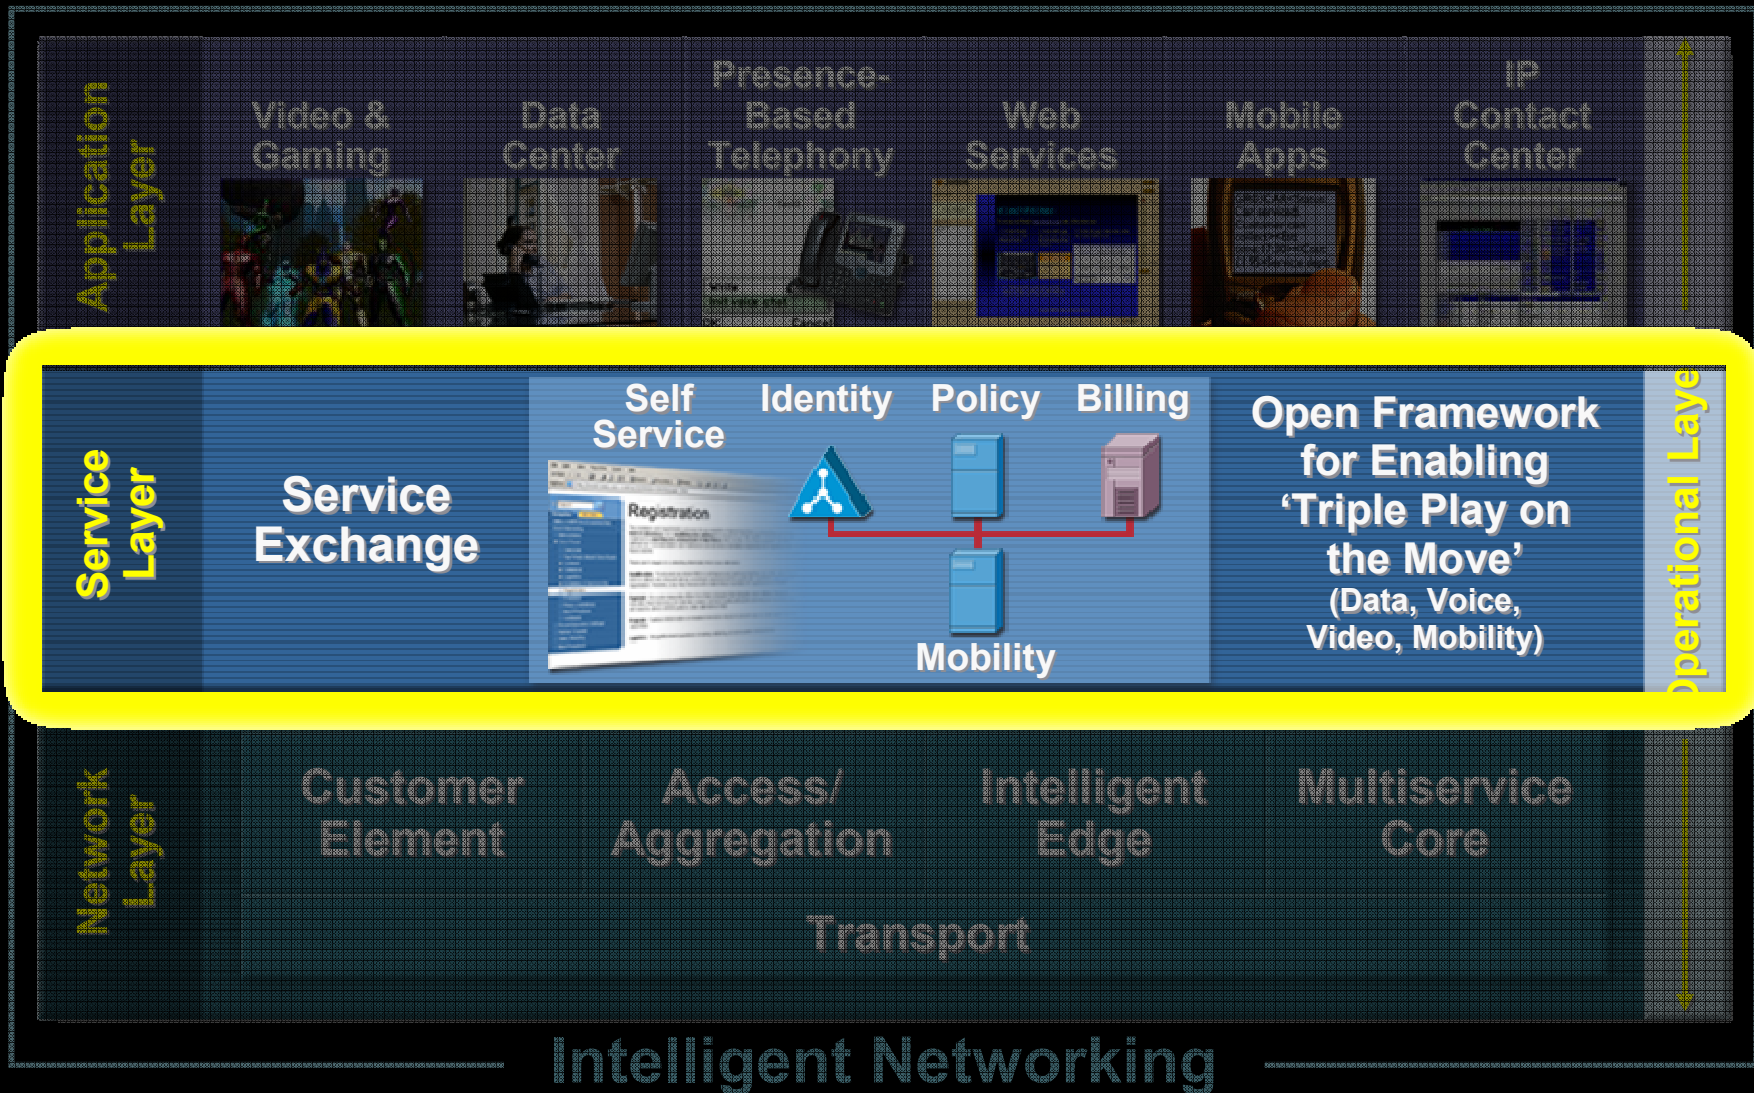 Application
Layer
Video &
Gaming
Data
Center
Presence-
Based
Telephony
Web
Services
Mobile
Apps
IP
Contact
Center
Service
Layer
Service
Exchange
Self
Service
Identity
Policy
Billing
Registration
Mobility
Open Framework
for Enabling
‘Triple Play on
the Move’
(Data, Voice,
Video, Mobility)
Operational Laye
Network
Layer
Customer
Element
Access/
Aggregation
Intelligent
Edge
Multiservice
Core
Transport
Intelligent Networking